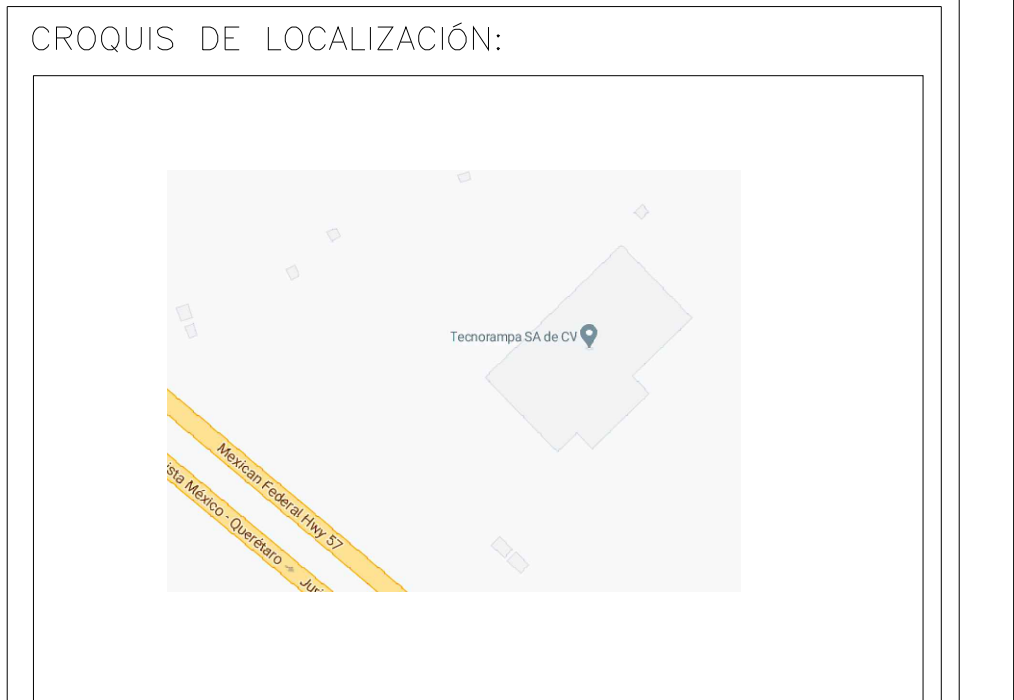 CROQUIS DE LOCALIZACIÓN:
Tecnorampa SA de CV
Mexican Federal Hwy 57
ista México - Querétaro